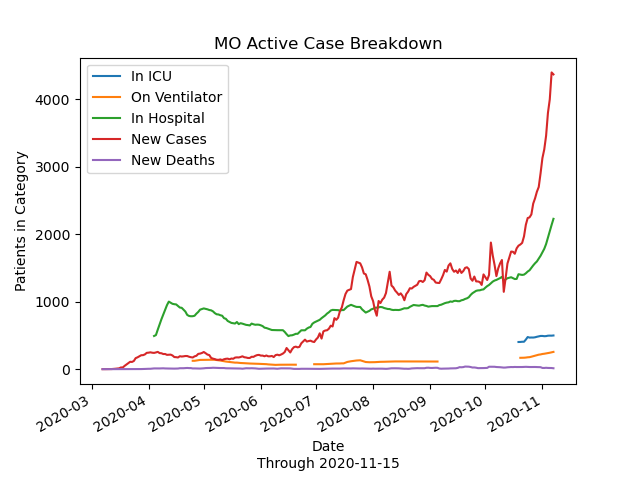 MO Active Case Breakdown
In ICU
On Ventilator
In Hospital
New Cases
New Deaths
Patients in Category
4000
3000
2000
1000
0
2020-03
2020-04
2020-05
2020-06
2020-07
2020-08
2020-09
2020-10
2020-11
Date
Through 2020-11-15